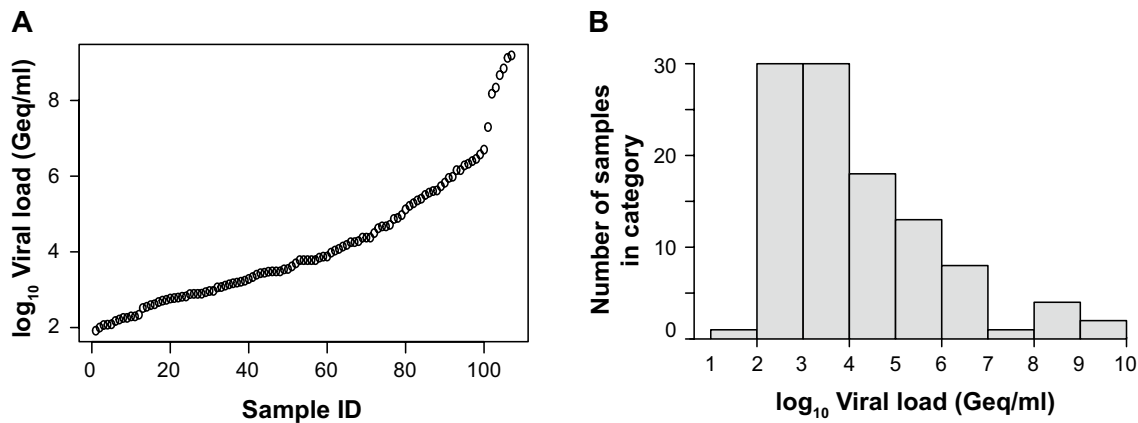 A
log10 Viral load (Geq/ml)
8
6
4
2
0 20 40 60 80 100
Sample ID
B
Number of samples
in category
30
20
10
0
1 2 3 4 5 6 7 8 9 10
log10 Viral load (Geq/ml)